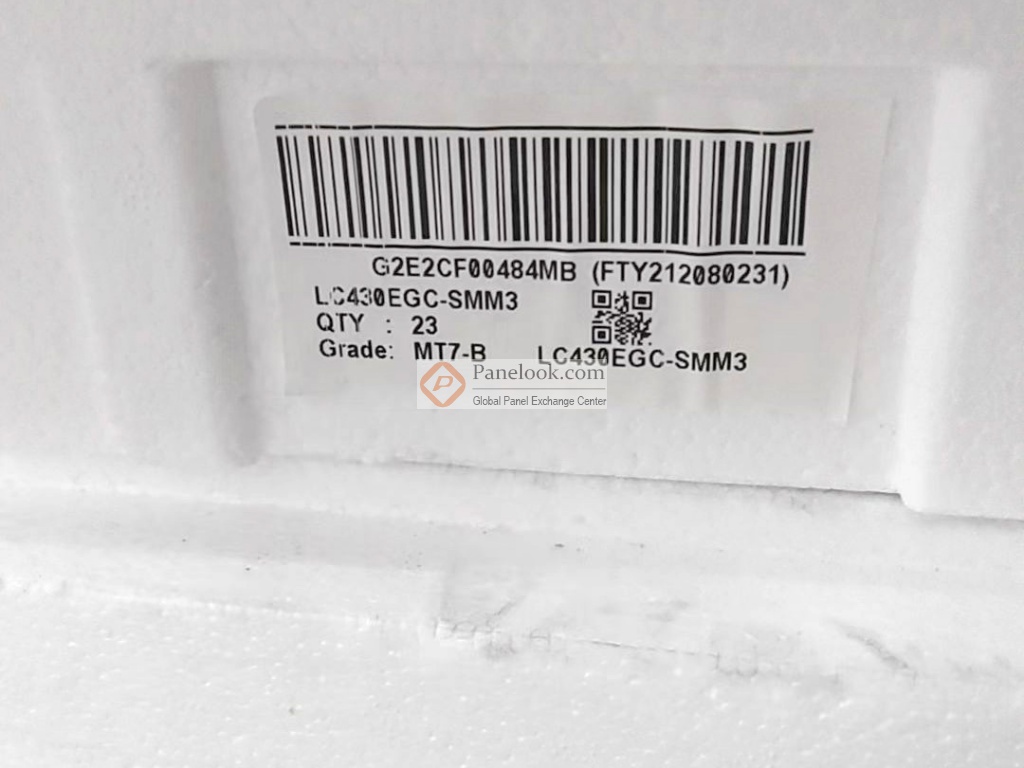 G2E2CF00484MB (FTY212080231)
LC430EGC-SMM3
QTY : 23
Grade: MT7-B LC430EGC-SMM3
Panelook.com
Global Panel Exchange Center